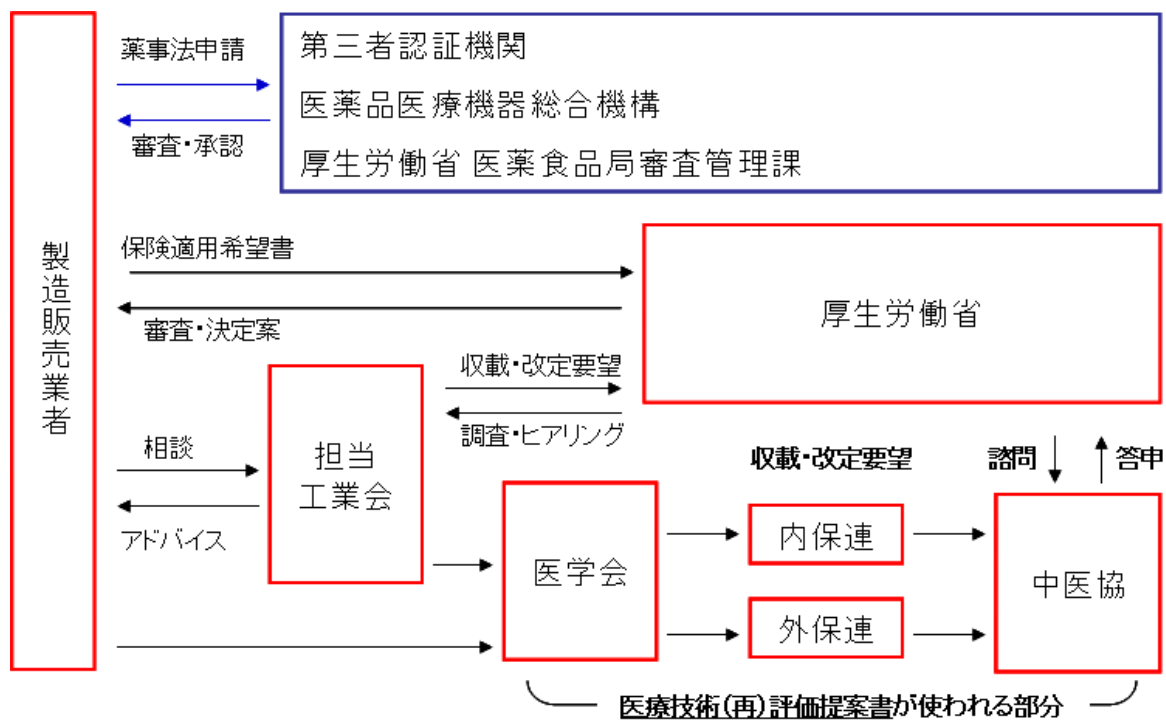 薬事法申請
審査・承認
第三者認証機関
医薬品医療機器総合機構
厚生労働省 医薬食品局審査管理課
製造販売業者
保険適用希望書
審査・決定案
厚生労働省
収載・改定要望
調査・ヒアリング
相談
アドバイス
担当
工業会
医学会
収載・改定要望
内保連
外保連
諮問
答申
中医協
医療技術(再)評価提案書が使われる部分